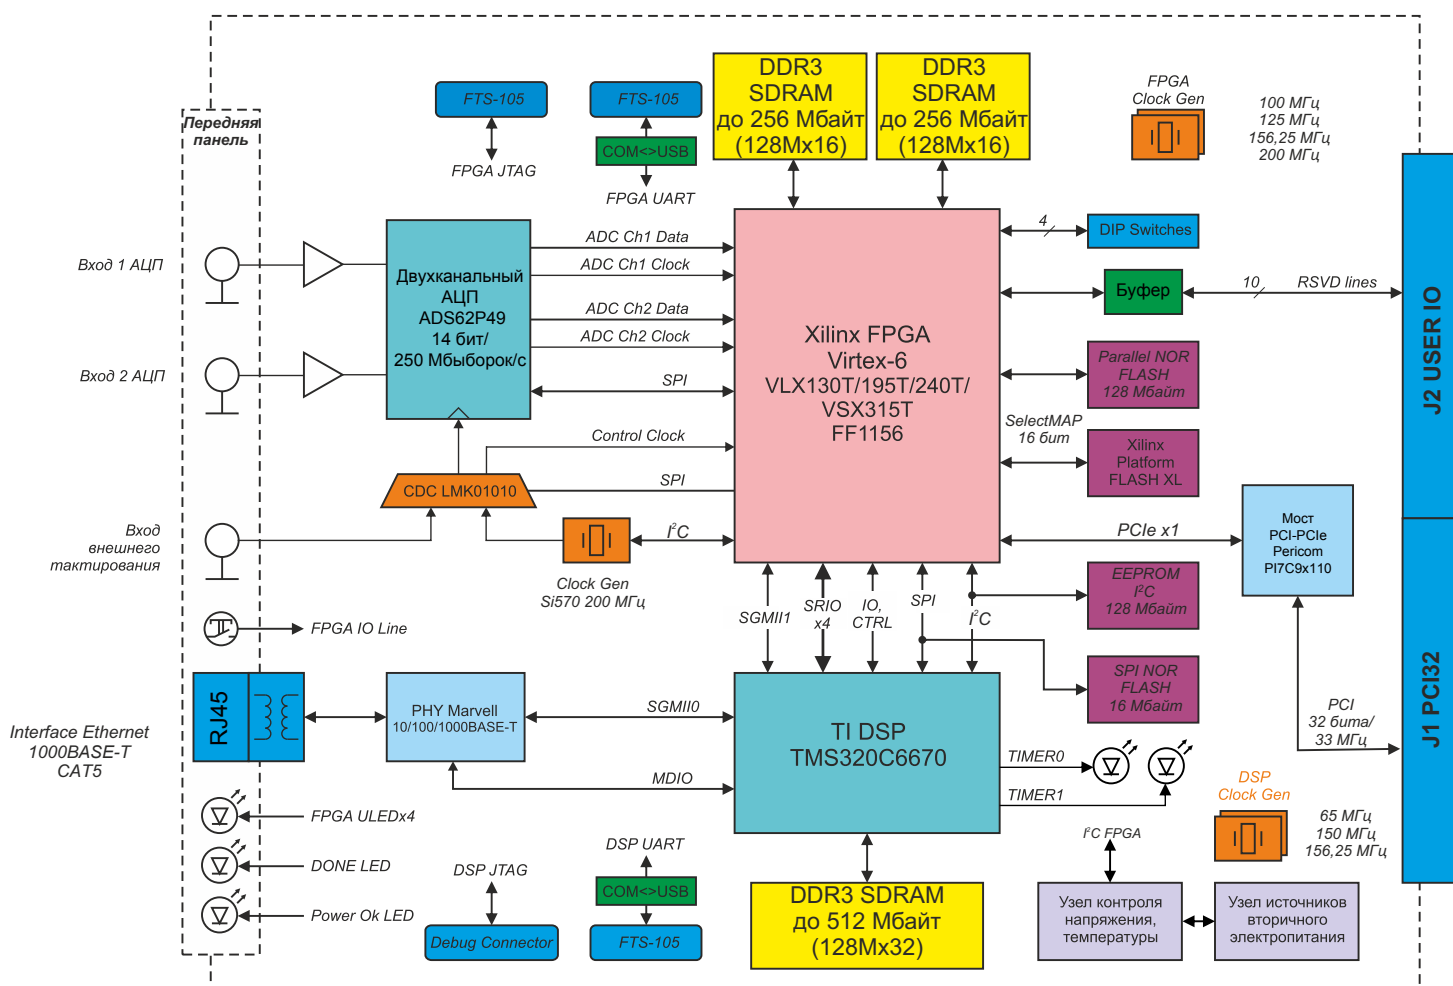 Передняя
панель
FTS-105
FPGA JTAG
FTS-105
COM<>USB
FPGA UART
DDR3
SDRAM
до 256 Мбайт
(128Mx16)
DDR3
SDRAM
до 256 Мбайт
(128Mx16)
FPGA
Clock Gen
100 МГц
125 МГц
156,25 МГц
200 МГц
Вход 1 АЦП
Вход 2 АЦП
Двухканальный
АЦП
ADS62P49
14 бит/
250 Мбыборок/с
ADC Ch1 Data
ADC Ch1 Clock
ADC Ch2 Data
ADC Ch2 Clock
SPI
Control Clock
SPI
CDC LMK01010
Вход
внешнего
тактирования
Clock Gen
Si570 200 МГц
I²C
Xilinx FPGA
Virtex-6
VLX130T/195T/240T/
VSX315T
FF1156
4
DIP Switches
Буфер
10
RSVD lines
Parallel NOR
FLASH
128 Мбайт
SelectMAP
16 бит
Xilinx
Platform
FLASH XL
PCIe x1
Мост
PCI-PCIe
Pericom
PI7C9x110
J2 USER IO
J1 PCI32
EEPROM
I²C
128 Мбайт
SPI NOR
FLASH
16 Мбайт
PCI
32 бита/
33 МГц
SGMII1
SRIO
x4
IO,
CTRL
SPI
I²C
FPGA IO Line
RJ45
Interface Ethernet
1000BASE-T
CAT5
PHY Marvell
10/100/1000BASE-T
SGMII0
MDIO
TI DSP
TMS320C6670
TIMER0
TIMER1
DSP
Clock Gen
65 МГц
150 МГц
156,25 МГц
FPGA ULEDx4
DONE LED
Power Ok LED
DSP JTAG
Debug Connector
DSP UART
COM<>USB
FTS-105
DDR3 SDRAM
до 512 Мбайт
(128Mx32)
I²C FPGA
Узел контроля
напряжения,
температуры
Узел источников
вторичного
электропитания